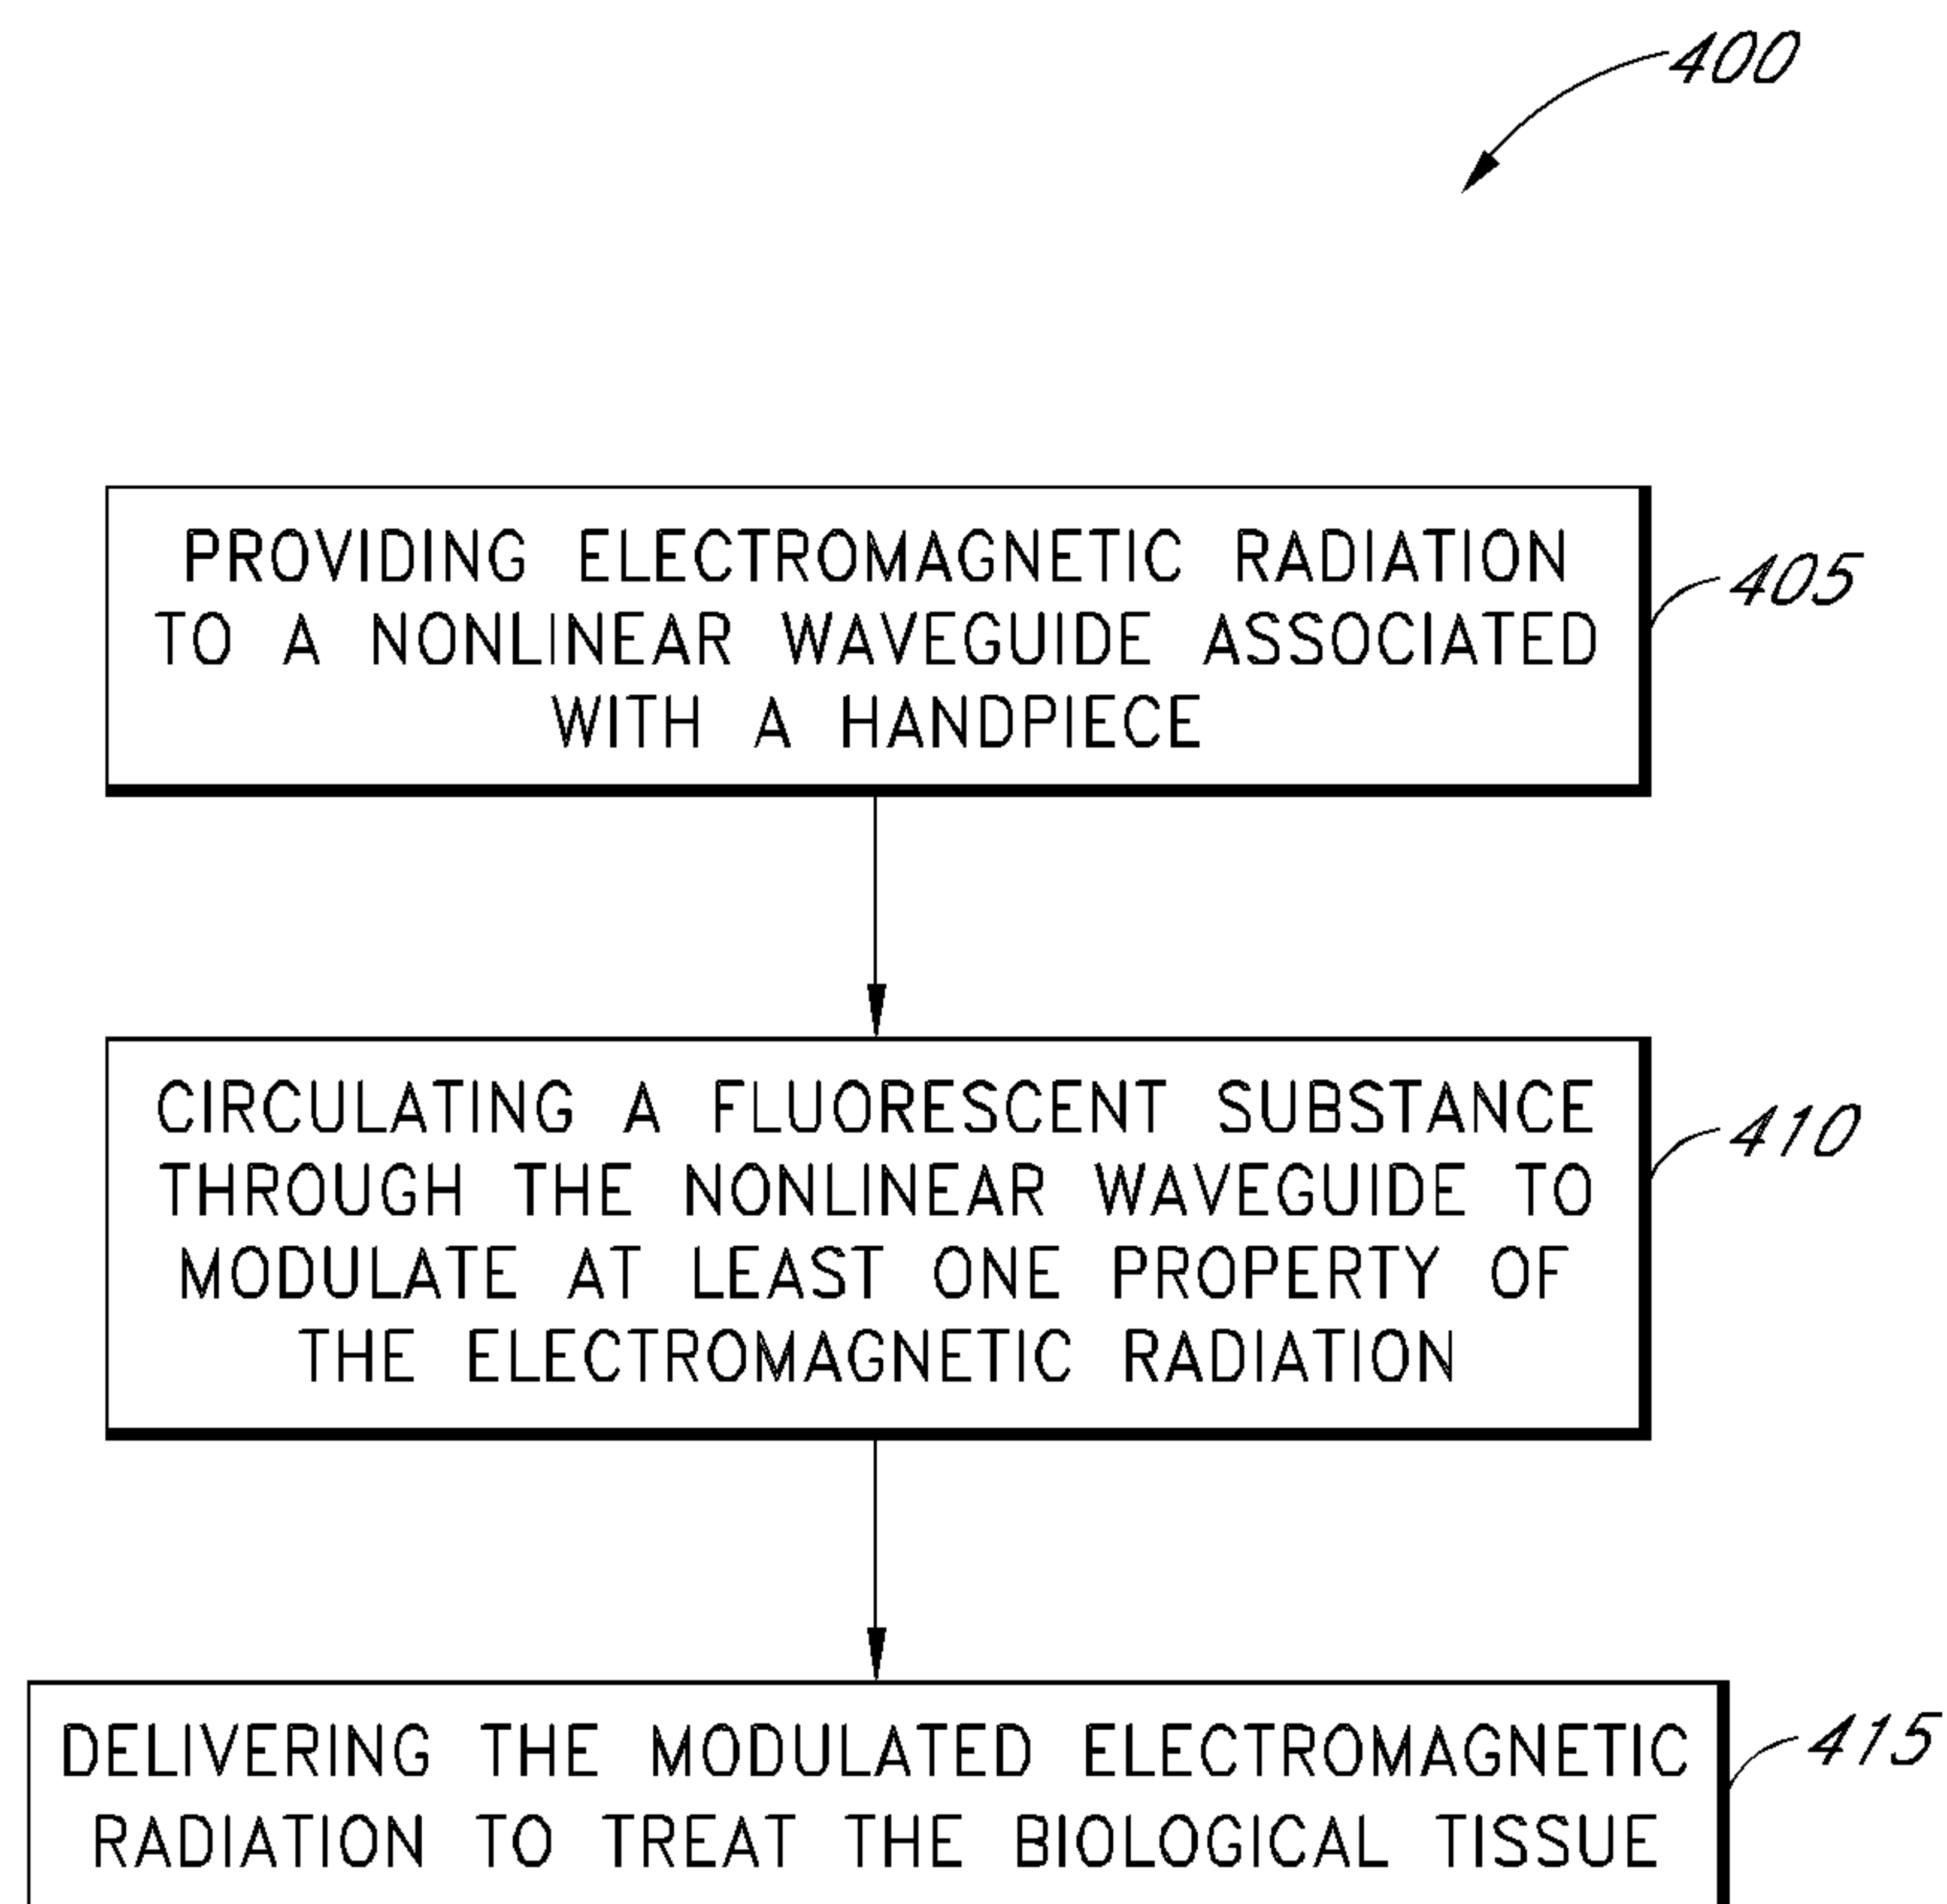 400
PROVIDING ELECTROMAGNETIC RADIATION
TO A NONLINEAR WAVEGUIDE ASSOCIATED
WITH A HANDPIECE
405
CIRCULATING A FLUORESCENT SUBSTANCE
THROUGH THE NONLINEAR WAVEGUIDE TO
MODULATE AT LEAST ONE PROPERTY OF
THE ELECTROMAGNETIC RADIATION
410
DELIVERING THE MODULATED ELECTROMAGNETIC
RADIATION TO TREAT THE BIOLOGICAL TISSUE
415